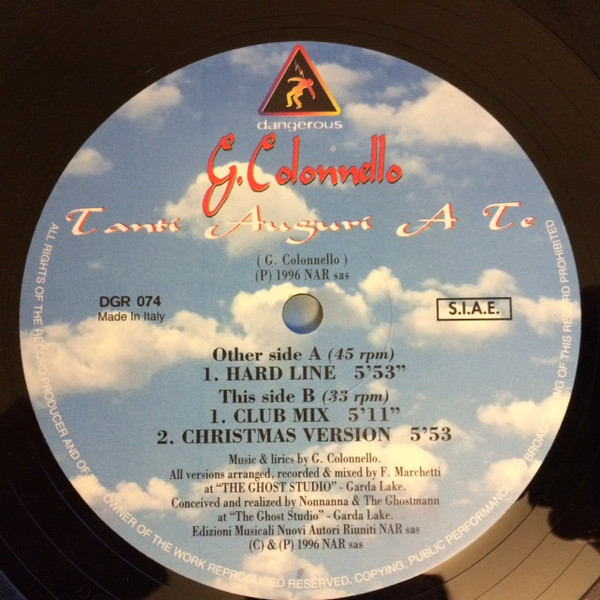 dangerous
G. Colonnello
Tanti Auguri A Te
( G. Colonnello )
(P) 1996 NAR sas
DGR 074
Made In Italy
S.I.A.E.
Other side A (45 rpm)
1. HARD LINE 5'53"
This side B (33 rpm)
1. CLUB MIX 5'11"
2. CHRISTMAS VERSION 5'53
Music & lirics by G. Colonnello.
All versions arranged, recorded & mixed by F. Marchetti
at "THE GHOST STUDIO" - Garda Lake.
Conceived and realized by Nonnanna & The Ghostmann
at "The Ghost Studio" - Garda Lake.
Edizioni Musicali Nuovi Autori Riuniti NAR sas
(C) & (P) 1996 NAR sas
ALL RIGHTS OF THE RECORD PRODUCER AND OF OWNER OF THE WORK REPRODUCED RESERVED. COPYING, PUBLIC PERFORMANCE OF THIS RECORD PROHIBITED